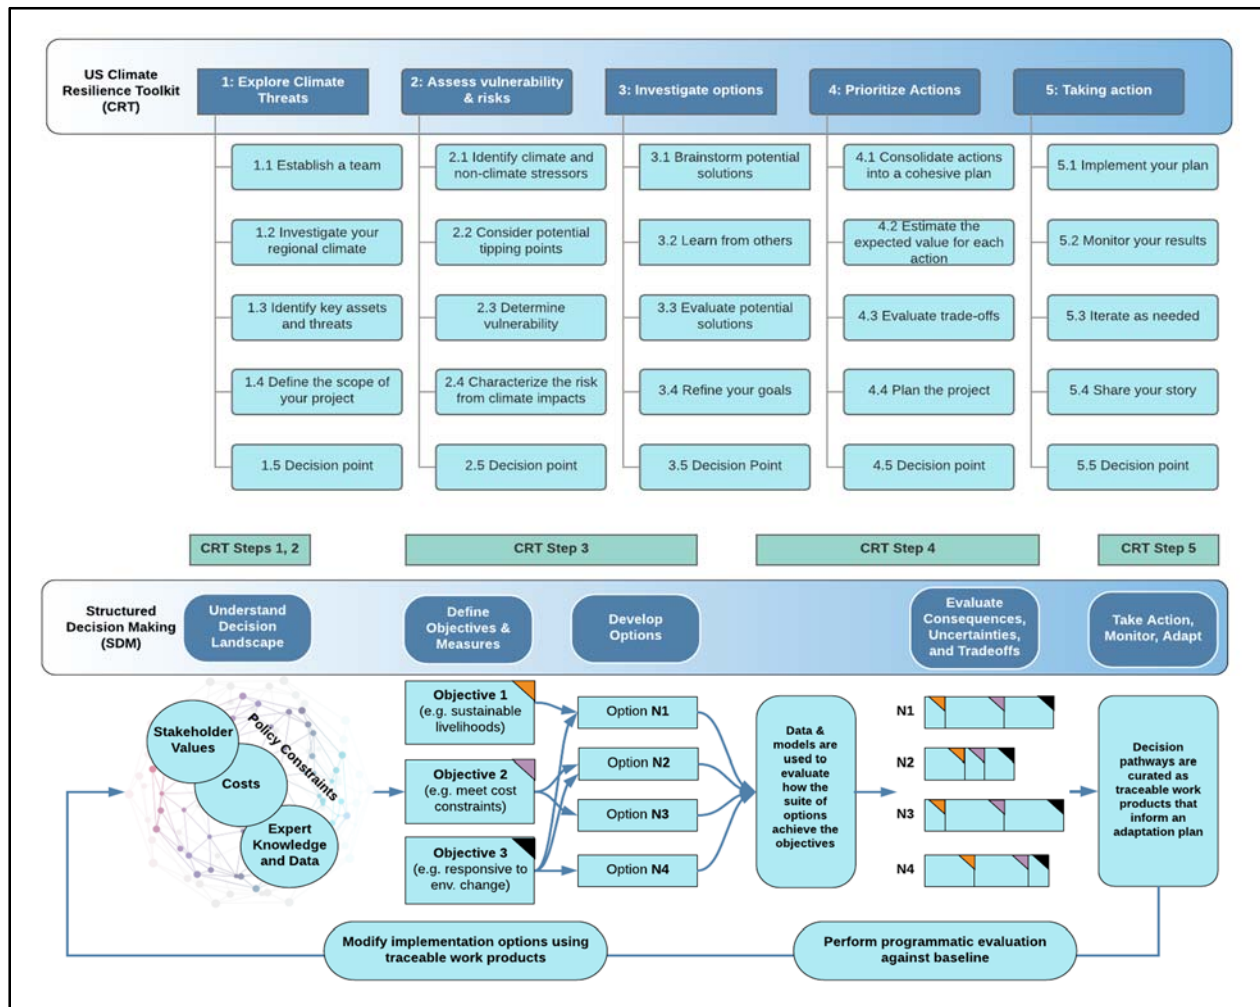 US Climate
Resilience Toolkit
(CRT)
1: Explore Climate
Threats
2: Assess vulnerability
& risks
3: Investigate options
4: Prioritize Actions
5: Taking action
1.1 Establish a team
1.2 Investigate your
regional climate
1.3 Identify key assets
and threats
1.4 Define the scope of
your project
1.5 Decision point
2.1 Identify climate and
non-climate stressors
2.2 Consider potential
tipping points
2.3 Determine
vulnerability
2.4 Characterize the risk
from climate impacts
2.5 Decision point
3.1 Brainstorm potential
solutions
3.2 Learn from others
3.3 Evaluate potential
solutions
3.4 Refine your goals
3.5 Decision Point
4.1 Consolidate actions
into a cohesive plan
4.2 Estimate the
expected value for each
action
4.3 Evaluate trade-offs
4.4 Plan the project
4.5 Decision point
5.1 Implement your plan
5.2 Monitor your results
5.3 Iterate as needed
5.4 Share your story
5.5 Decision point
CRT Steps 1, 2
CRT Step 3
CRT Step 4
CRT Step 5
Structured
Decision Making
(SDM)
Understand
Decision
Landscape
Define
Objectives &
Measures
Develop
Options
Evaluate
Consequences,
Uncertainties,
and Tradeoffs
Take Action,
Monitor, Adapt
Stakeholder
Values
Costs
Expert
Knowledge
and Data
Policy Constraints
Objective 1
(e.g. sustainable
livelihoods)
Objective 2
(e.g. meet cost
constraints)
Objective 3
(e.g. responsive to
env. change)
Option N1
Option N2
Option N3
Option N4
Data &
models are
used to
evaluate how
the suite of
options
achieve the
objectives
N1
N2
N3
N4
Decision
pathways are
curated as
traceable work
products that
inform an
adaptation plan
Modify implementation options using
traceable work products
Perform programmatic evaluation
against baseline